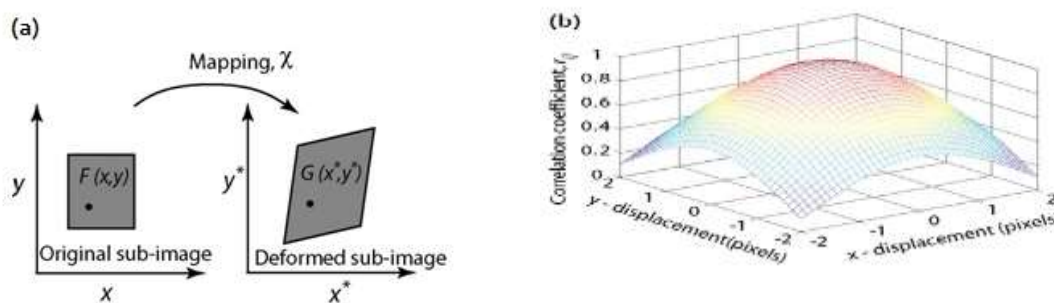 (a)
Mapping, χ
y
F (x,y)
Original sub-image
x
y*
G (x*,y*)
Deformed sub-image
x*
(b)
Correlation coefficient, rij
1
0.8
0.6
0.4
0.2
0
2
1
0
-1
-2
y - displacement(pixels)
-2
-1
0
1
2
x - displacement (pixels)